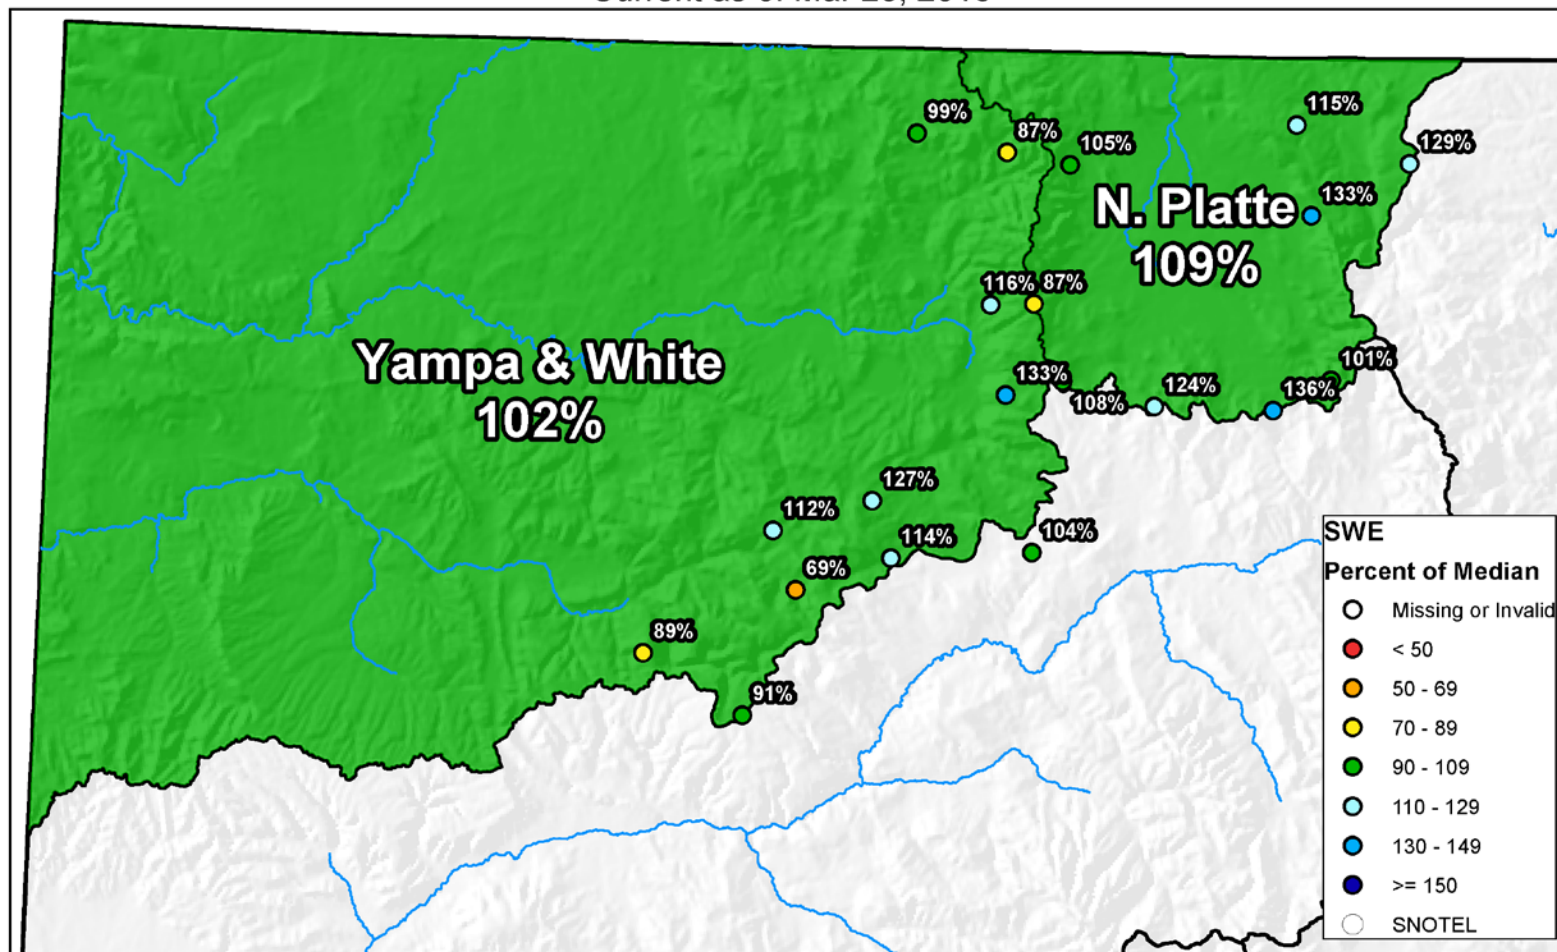 99%
87%
105%
115%
129%
133%
N. Platte
109%
116%
87%
Yampa & White
102%
133%
108%
124%
136%
101%
127%
112%
114%
104%
69%
89%
91%
SWE
Percent of Median
Missing or Invalid
< 50
50 - 69
70 - 89
90 - 109
110 - 129
130 - 149
>= 150
SNOTEL